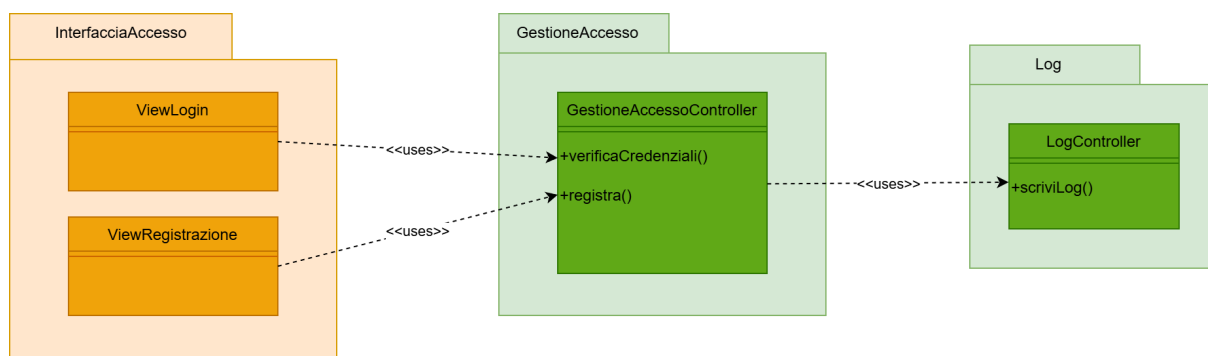 InterfacciaAccesso
ViewLogin
ViewRegistrazione
<<uses>>
<<uses>>
GestioneAccesso
GestioneAccessoController
+verificaCredenziali()
+registra()
<<uses>>
Log
LogController
+scriviLog()